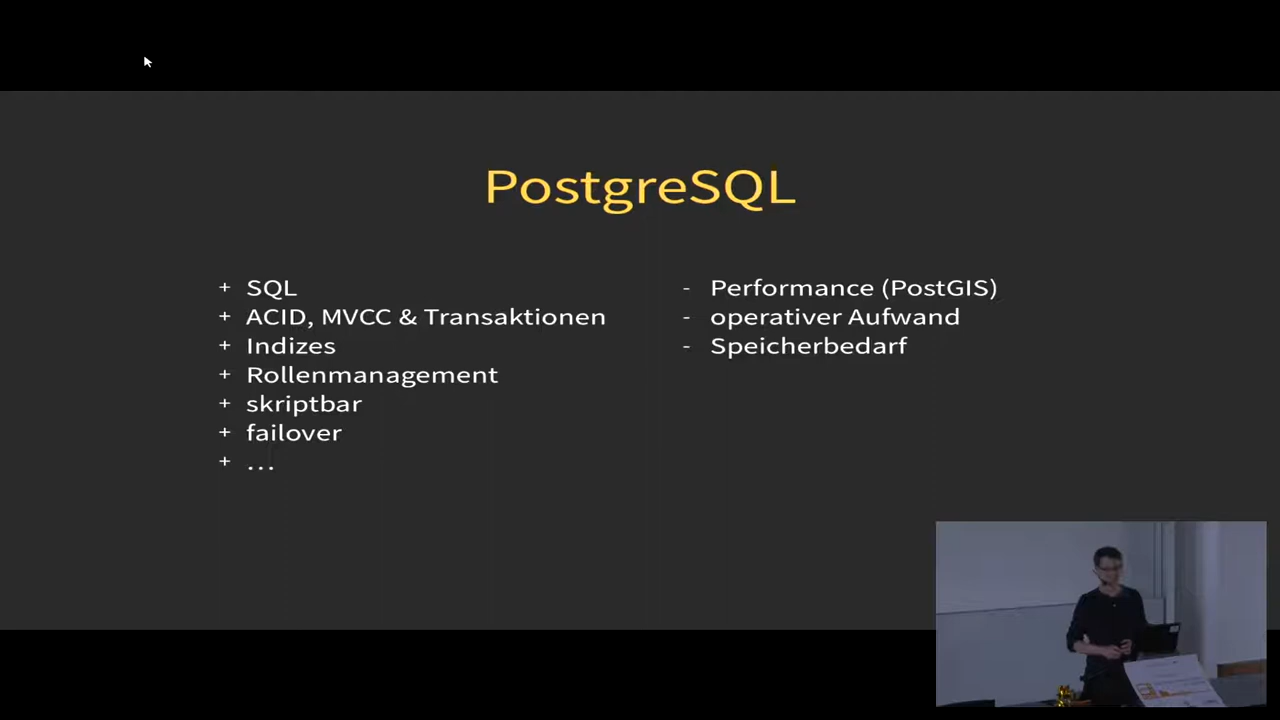 PostgreSQL
+ SQL
+ ACID, MVCC & Transaktionen
+ Indizes
+ Rollenmanagement
+ skriptbar
+ failover
+ ...
- Performance (PostGIS)
- operativer Aufwand
- Speicherbedarf